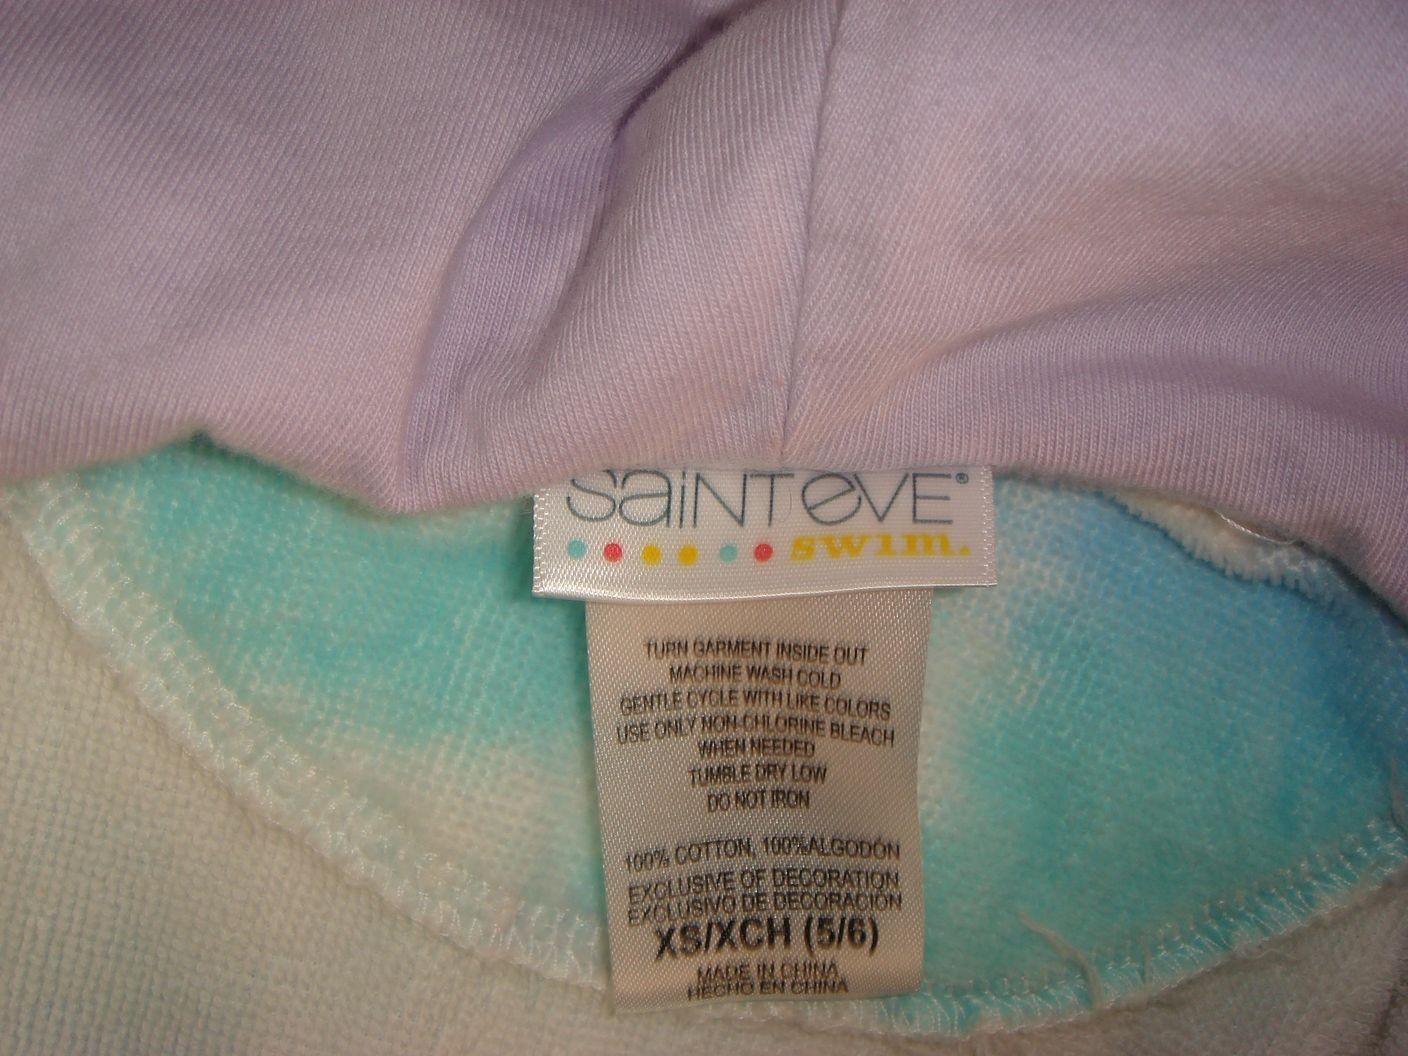 SaiNT eVE®
swim.
TURN GARMENT INSIDE OUT
MACHINE WASH COLD
GENTLE CYCLE WITH LIKE COLORS
USE ONLY NON-CHLORINE BLEACH
WHEN NEEDED
TUMBLE DRY LOW
DO NOT IRON
100% COTTON, 100%ALGODÓN
EXCLUSIVE OF DECORATION
EXCLUSIVO DE DECORACIÓN
XS/XCH (5/6)
MADE IN CHINA
HECHO EN CHINA